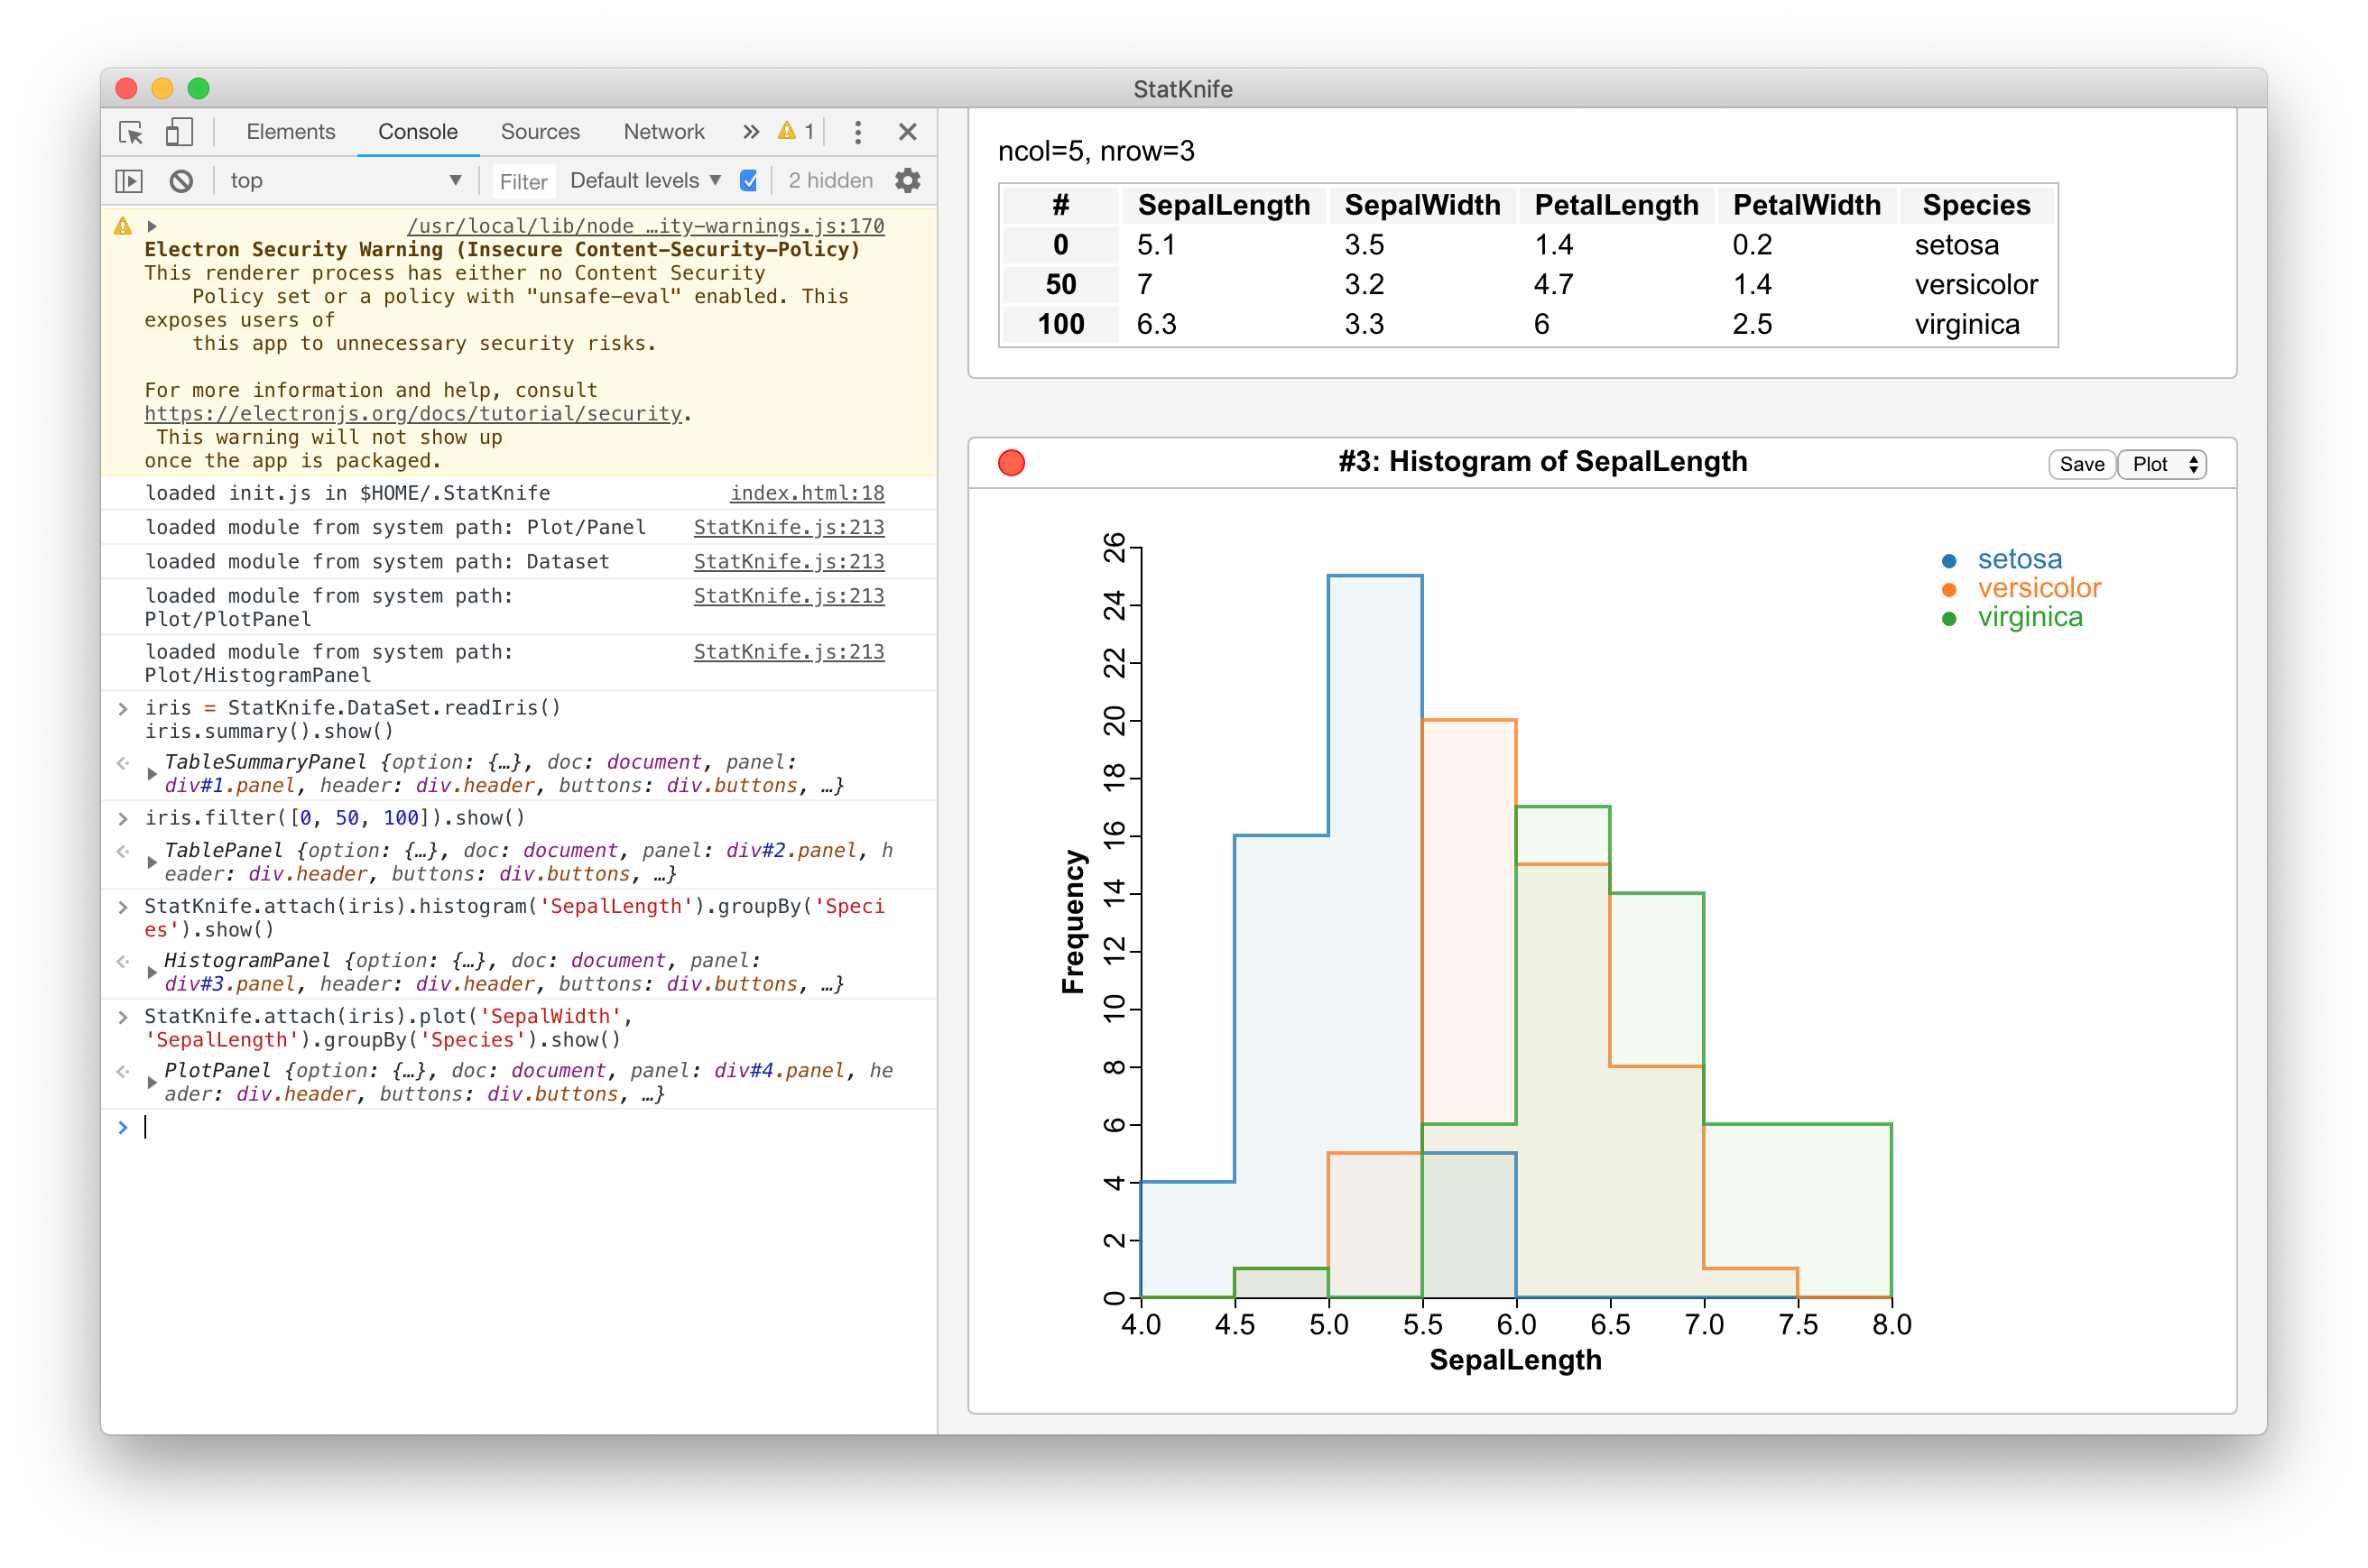 StatKnife
Elements Console Sources Network » 1
top Filter Default levels 2 hidden
/usr/local/lib/node …ity-warnings.js:170
Electron Security Warning (Insecure Content-Security-Policy)
This renderer process has either no Content Security
Policy set or a policy with "unsafe-eval" enabled. This
exposes users of
this app to unnecessary security risks.
For more information and help, consult
https://electronjs.org/docs/tutorial/security.
This warning will not show up
once the app is packaged.
loaded init.js in $HOME/.StatKnife index.html:18
loaded module from system path: Plot/Panel StatKnife.js:213
loaded module from system path: Dataset StatKnife.js:213
loaded module from system path: StatKnife.js:213
Plot/PlotPanel
loaded module from system path: StatKnife.js:213
Plot/HistogramPanel
> iris = StatKnife.DataSet.readIris()
iris.summary().show()
TableSummaryPanel {option: {…}, doc: document, panel:
div#1.panel, header: div.header, buttons: div.buttons, …}
> iris.filter([0, 50, 100]).show()
TablePanel {option: {…}, doc: document, panel: div#2.panel, h
eader: div.header, buttons: div.buttons, …}
> StatKnife.attach(iris).histogram('SepalLength').groupBy('Speci
es').show()
HistogramPanel {option: {…}, doc: document, panel:
div#3.panel, header: div.header, buttons: div.buttons, …}
> StatKnife.attach(iris).plot('SepalWidth',
'SepalLength').groupBy('Species').show()
PlotPanel {option: {…}, doc: document, panel: div#4.panel, he
ader: div.header, buttons: div.buttons, …}
>
ncol=5, nrow=3
# SepalLength SepalWidth PetalLength PetalWidth Species
0 5.1 3.5 1.4 0.2 setosa
50 7 3.2 4.7 1.4 versicolor
100 6.3 3.3 6 2.5 virginica
#3: Histogram of SepalLength Save Plot
setosa
versicolor
virginica
26
24
22
20
18
16
14
12
10
8
6
4
2
0
Frequency
4.0 4.5 5.0 5.5 6.0 6.5 7.0 7.5 8.0
SepalLength